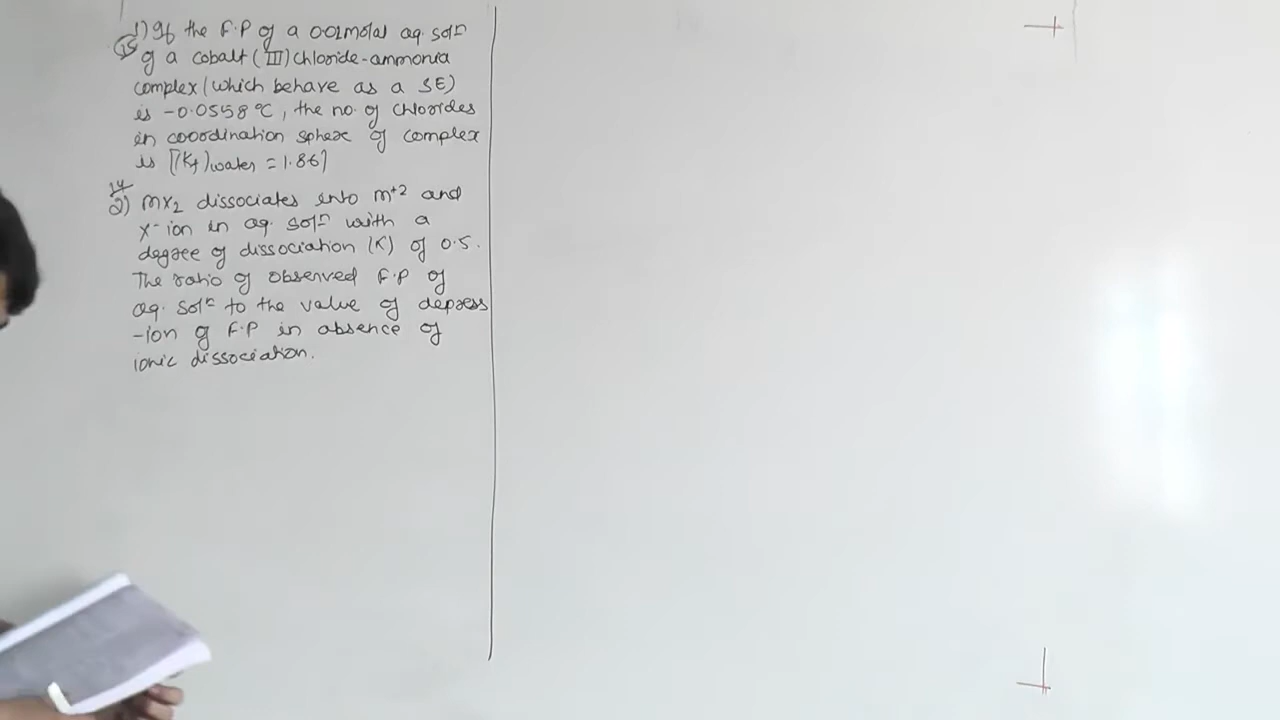 1) If the F.P of a 0.01molal aq. solⁿ
15 of a cobalt (III) chloride-ammonia
complex (which behave as a SE)
is -0.0558°C, the no. of chlorides
in coordination sphere of complex
is [(Kf)water = 1.86]
14
2) MX₂ dissociates into m⁺² and
X⁻ ion in aq. solⁿ with a
degree of dissociation (α) of 0.5.
The ratio of observed F.P of
aq. solⁿ to the value of depress
-ion of F.P in absence of
ionic dissociation.